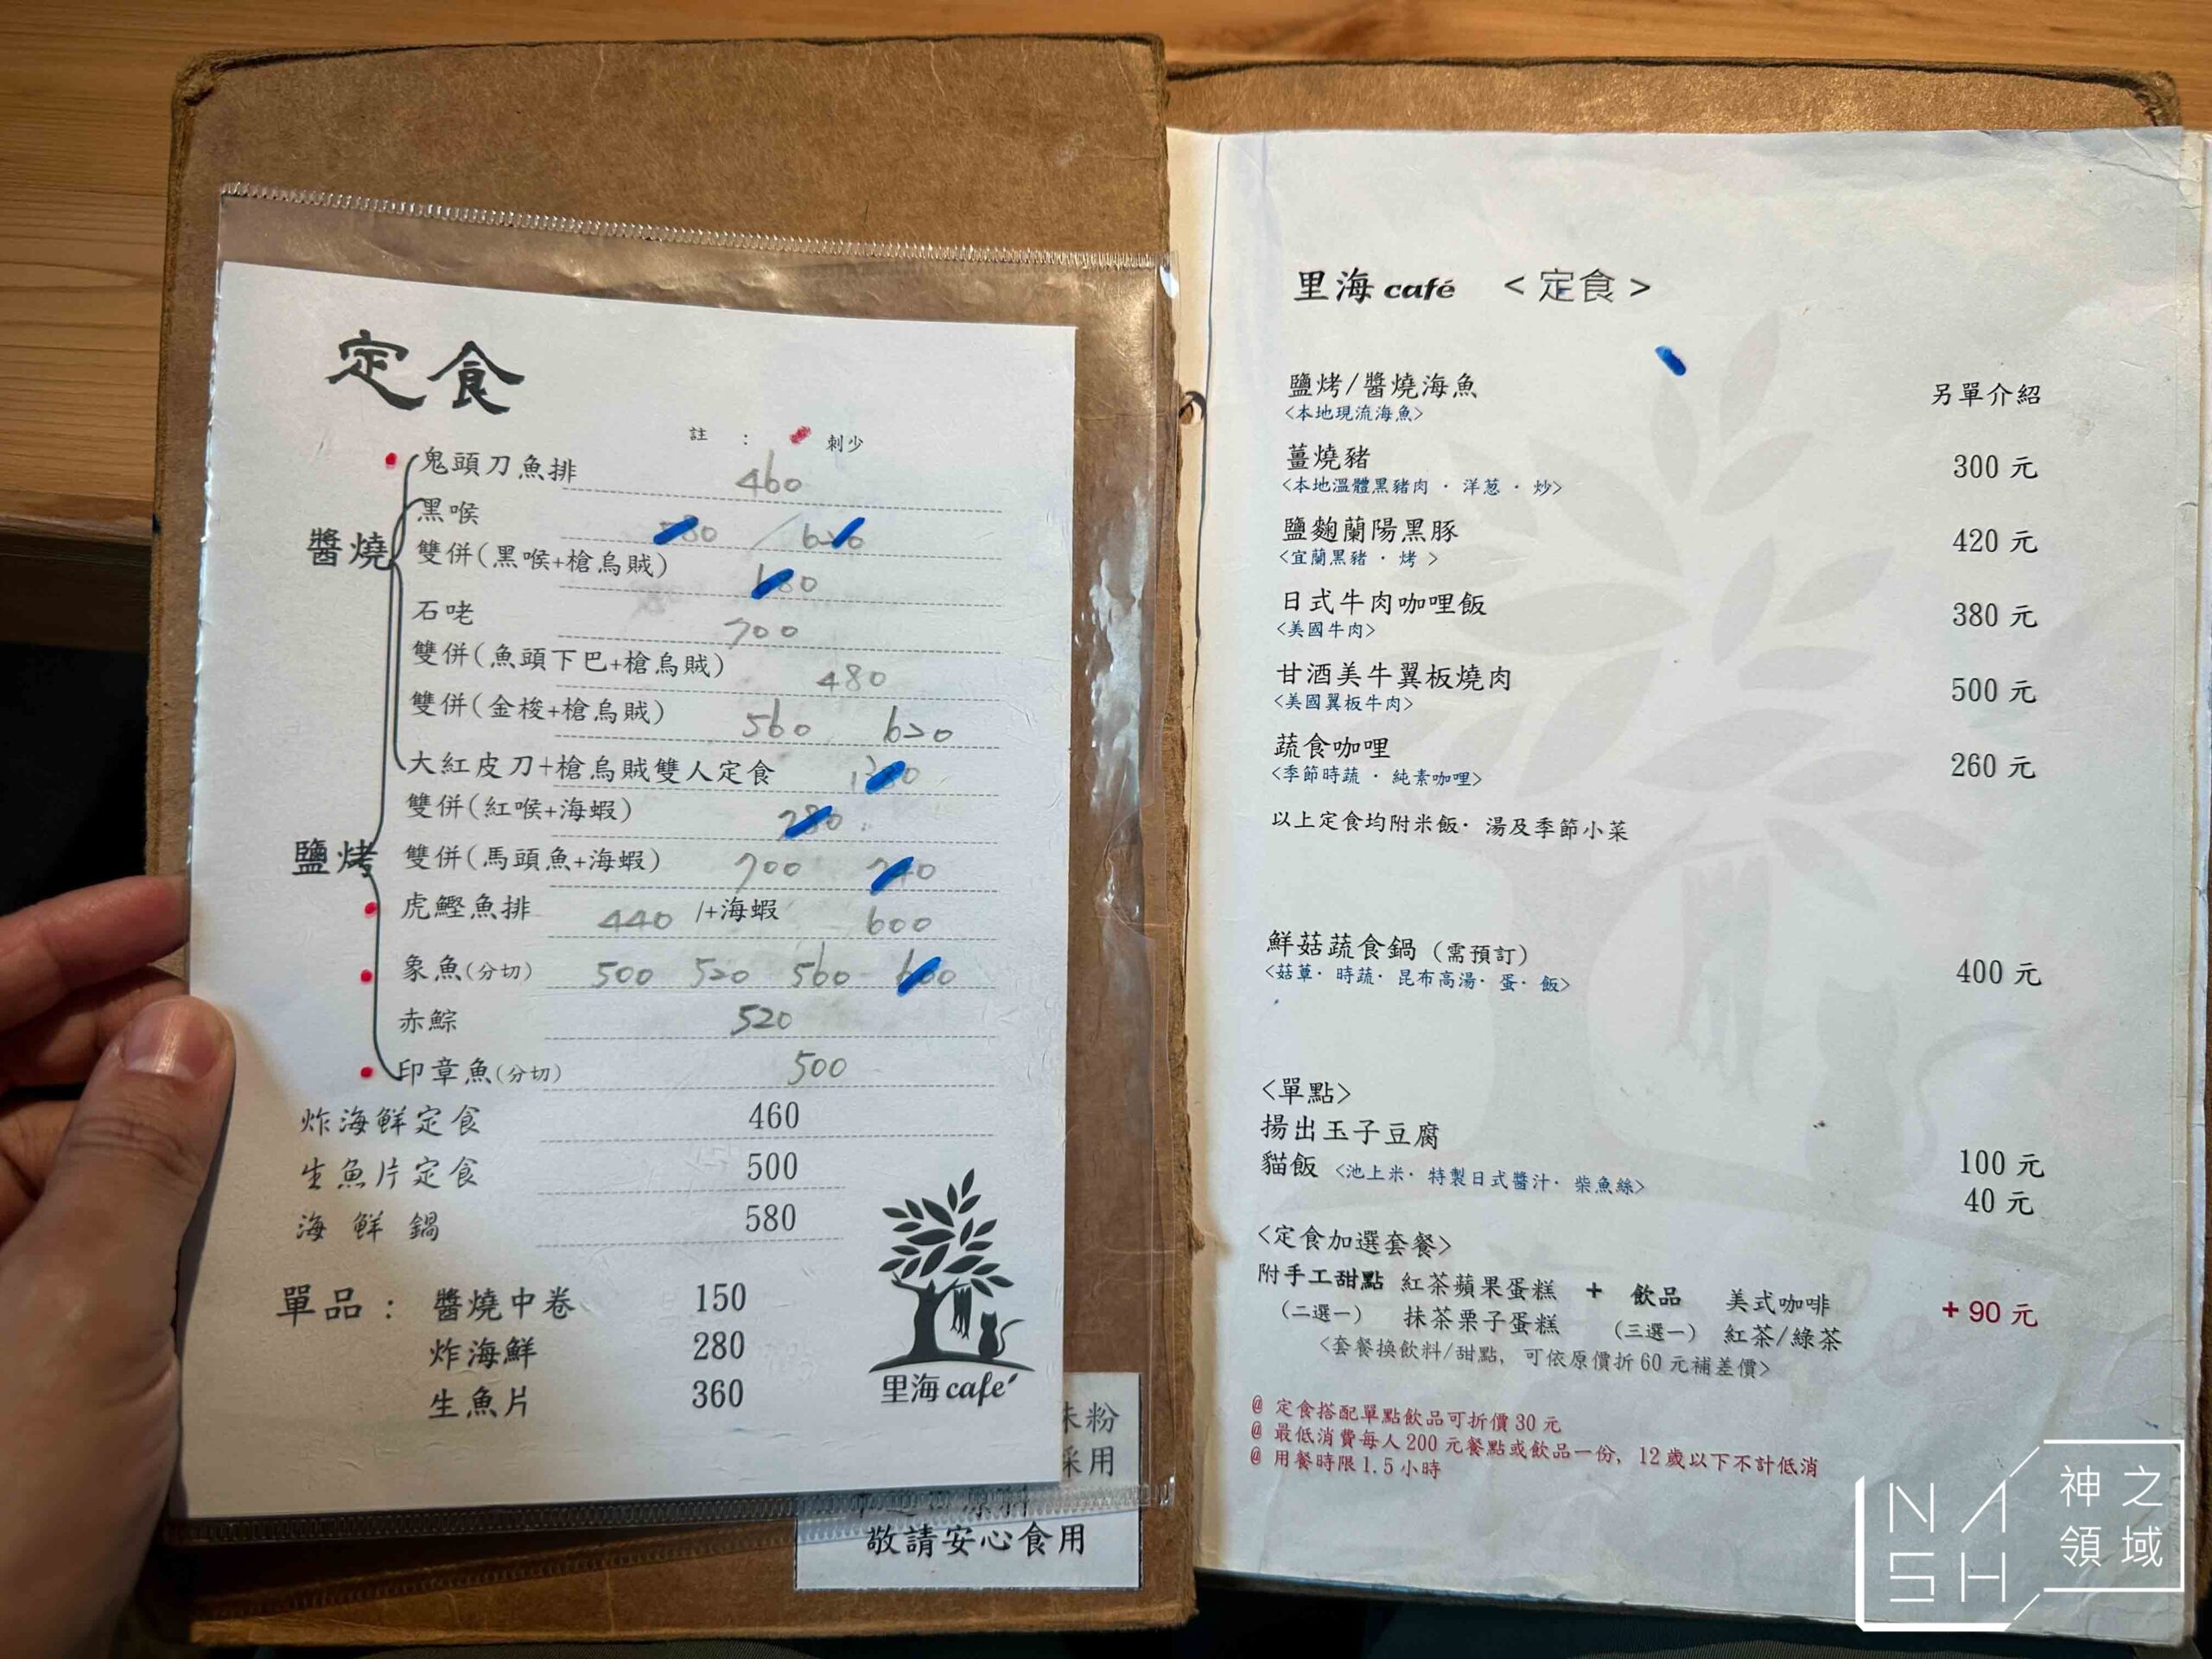 定食
註 : 刺少
鬼頭刀魚排 460
黑喉
醬燒
雙併(黑喉+槍烏賊)
石咾 700
雙併(魚頭下巴+槍烏賊) 480
雙併(金梭+槍烏賊) 560 620
大紅皮刀+槍烏賊雙人定食
雙併(紅喉+海蝦)
鹽烤
雙併(馬頭魚+海蝦) 700
虎鰹魚排 440 /+海蝦 600
象魚(分切) 500 520 560
赤鯮 520
印章魚(分切) 500
炸海鮮定食 460
生魚片定食 500
海鮮鍋 580
單品: 醬燒中卷 150
炸海鮮 280
生魚片 360
里海 café
末粉
採用
敬請安心食用
里海 café <定食>
鹽烤/醬燒海魚 另單介紹
<本地現流海魚>
薑燒豬 300 元
<本地溫體黑豬肉・洋蔥・炒>
鹽麴蘭陽黑豚 420 元
<宜蘭黑豬・烤 >
日式牛肉咖哩飯 380 元
<美國牛肉>
甘酒美牛翼板燒肉 500 元
<美國翼板牛肉>
蔬食咖哩 260 元
<季節時蔬・純素咖哩>
以上定食均附米飯・湯及季節小菜
鮮菇蔬食鍋 (需預訂) 400 元
<菇蕈・時蔬・昆布高湯・蛋・飯>
<單點>
揚出玉子豆腐 100 元
貓飯 <池上米・特製日式醬汁・柴魚絲> 40 元
<定食加選套餐>
附手工甜點 紅茶蘋果蛋糕 + 飲品 美式咖啡 +90 元
(二選一) 抹茶栗子蛋糕 (三選一) 紅茶/綠茶
<套餐換飲料/甜點, 可依原價折 60 元補差價>
@ 定食搭配單點飲品可折價 30 元
@ 最低消費每人 200 元餐點或飲品一份, 12 歲以下不計低消
@ 用餐時限 1.5 小時
NASH
神之領域